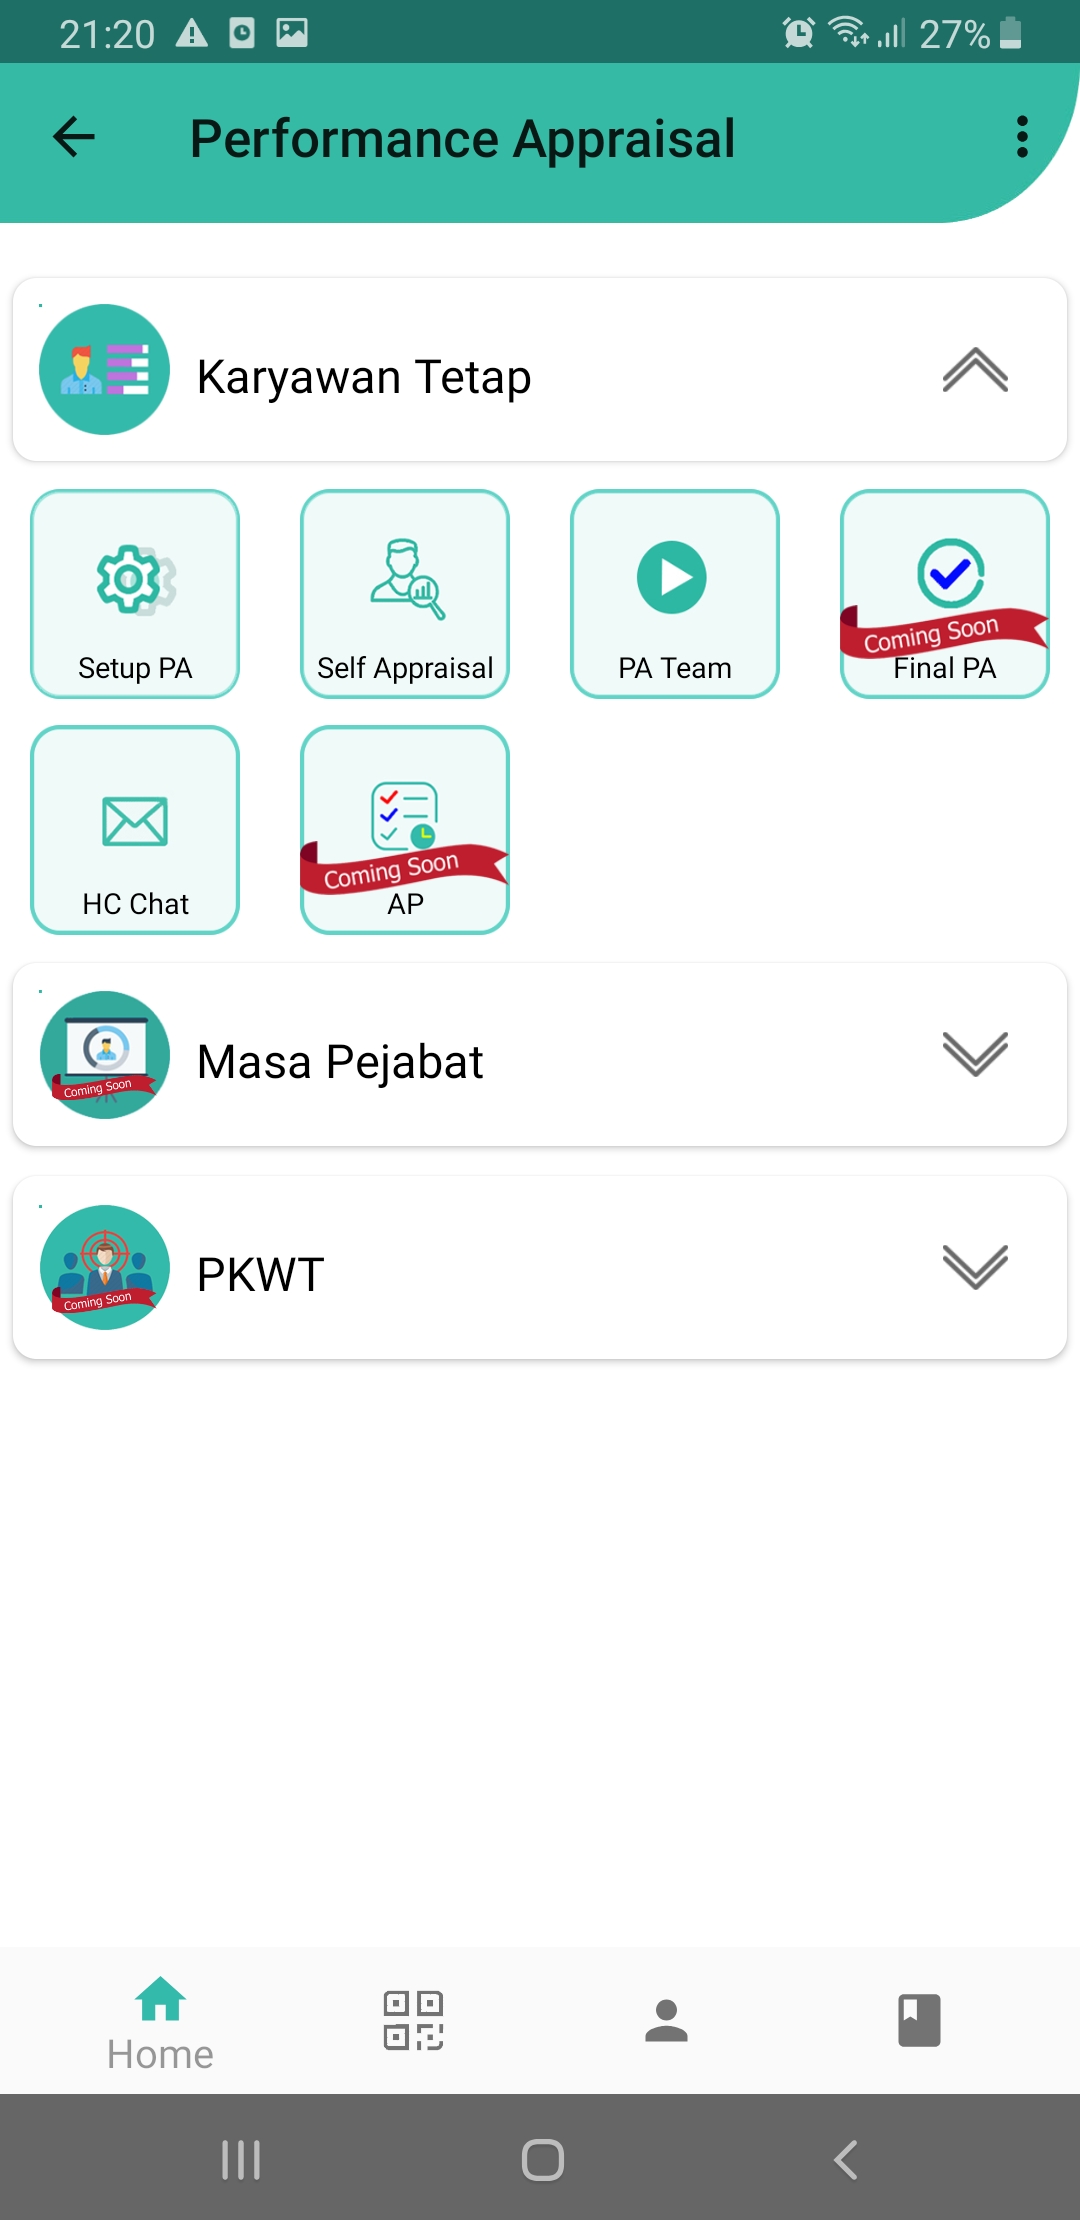 21:20
27%
Performance Appraisal
Karyawan Tetap
Setup PA
Self Appraisal
PA Team
Coming Soon
Final PA
HC Chat
Coming Soon
AP
Coming Soon
Masa Pejabat
Coming Soon
PKWT
Home